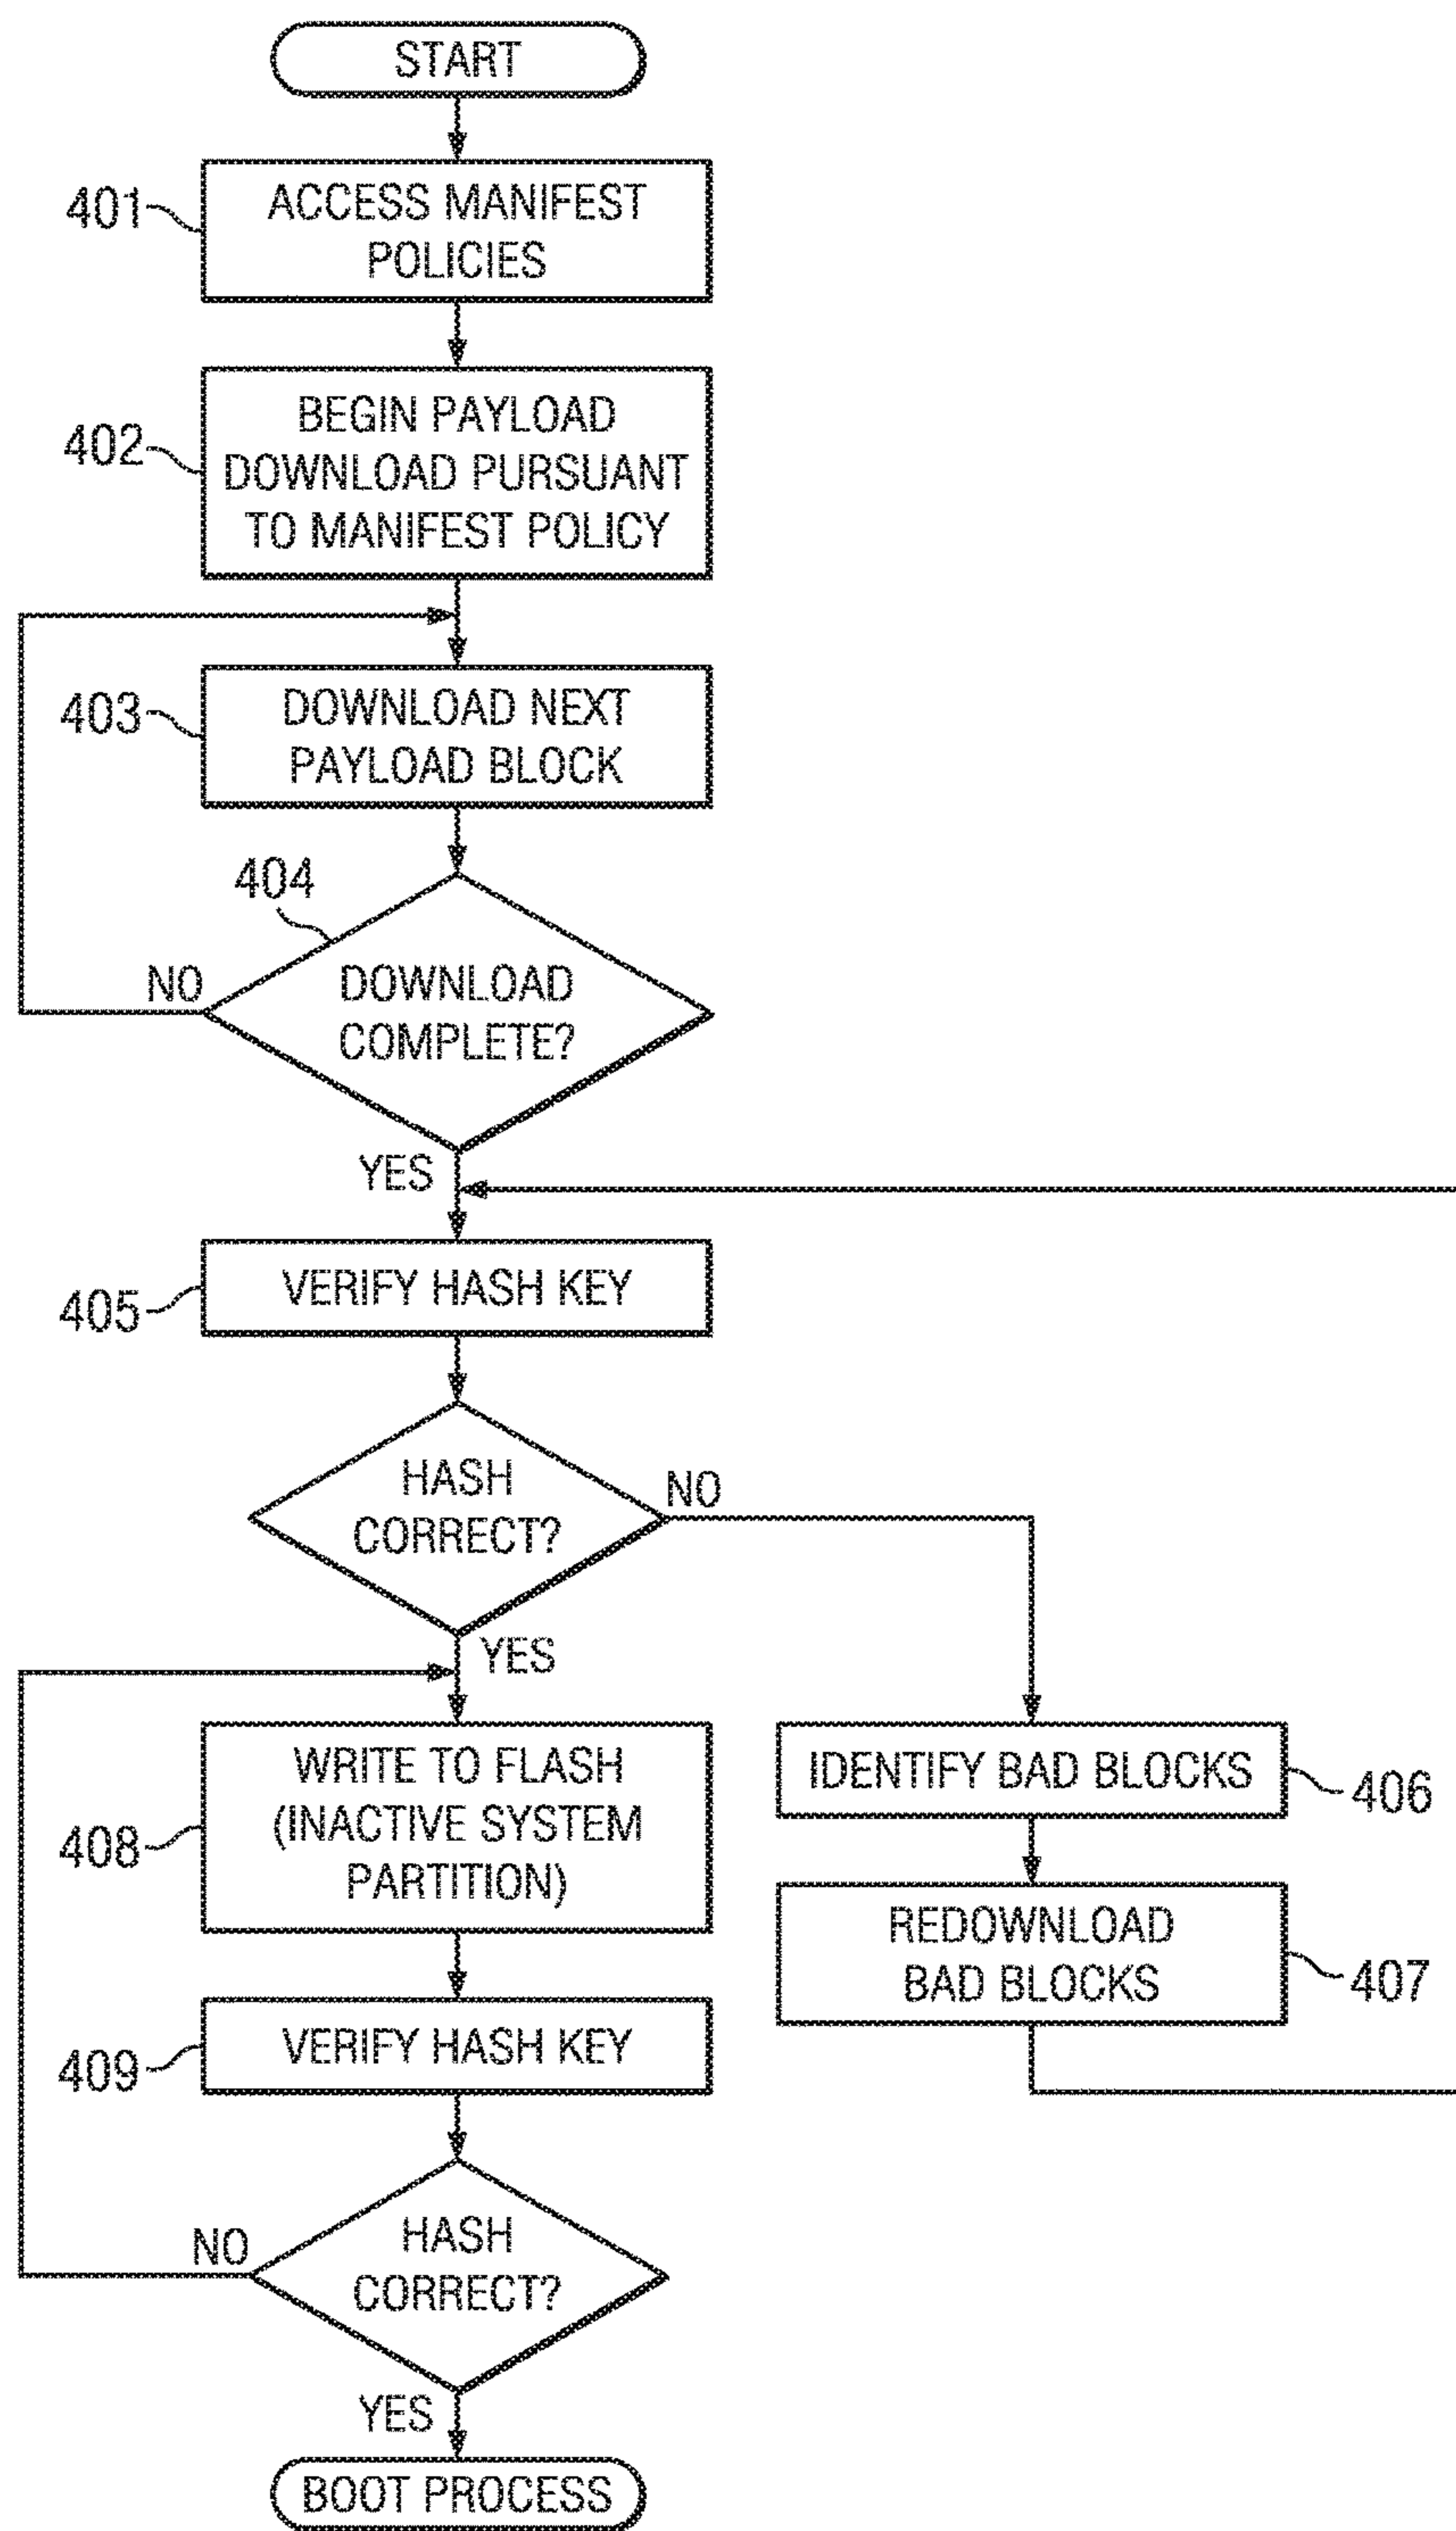 START
401
ACCESS MANIFEST
POLICIES
402
BEGIN PAYLOAD
DOWNLOAD PURSUANT
TO MANIFEST POLICY
403
DOWNLOAD NEXT
PAYLOAD BLOCK
404
NO
DOWNLOAD
COMPLETE?
YES
405
VERIFY HASH KEY
HASH
CORRECT?
NO
YES
408
WRITE TO FLASH
(INACTIVE SYSTEM
PARTITION)
IDENTIFY BAD BLOCKS
406
REDOWNLOAD
BAD BLOCKS
407
409
VERIFY HASH KEY
NO
HASH
CORRECT?
YES
BOOT PROCESS